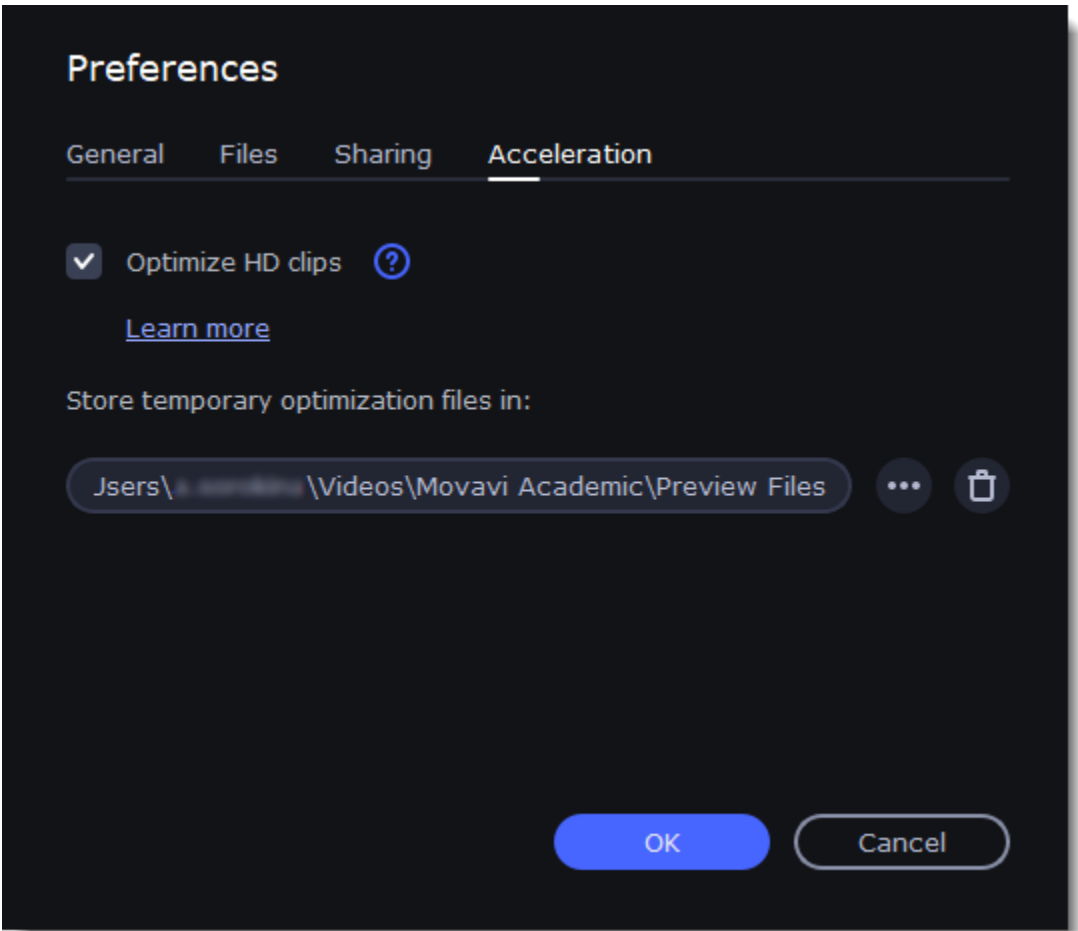 Preferences
General Files Sharing Acceleration
Optimize HD clips ?
Learn more
Store temporary optimization files in:
Jsers\ \Videos\Movavi Academic\Preview Files
OK Cancel